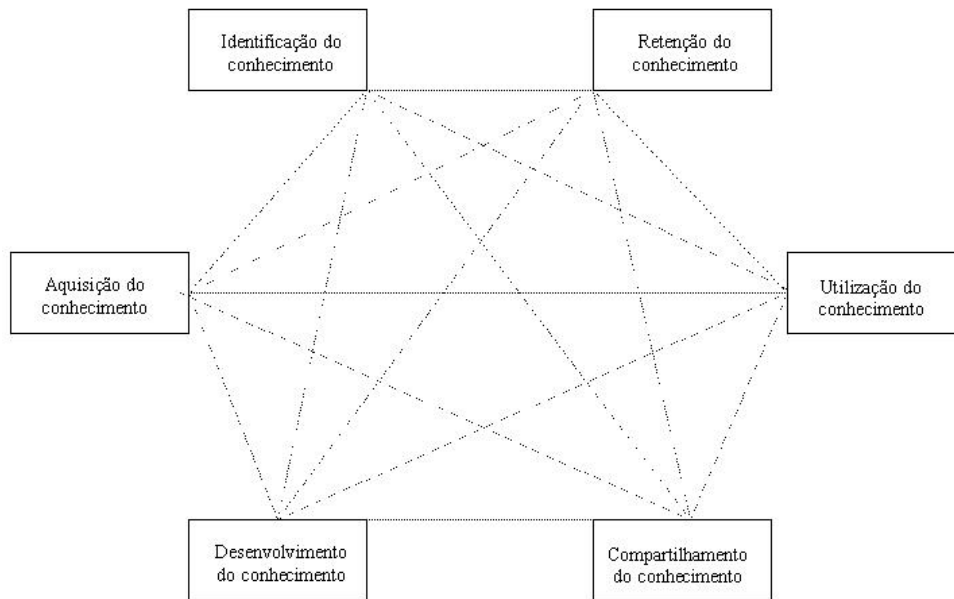 Identificação do
conhecimento
Retenção do
conhecimento
Aquisição do
conhecimento
Utilização do
conhecimento
Desenvolvimento
do conhecimento
Compartilhamento
do conhecimento